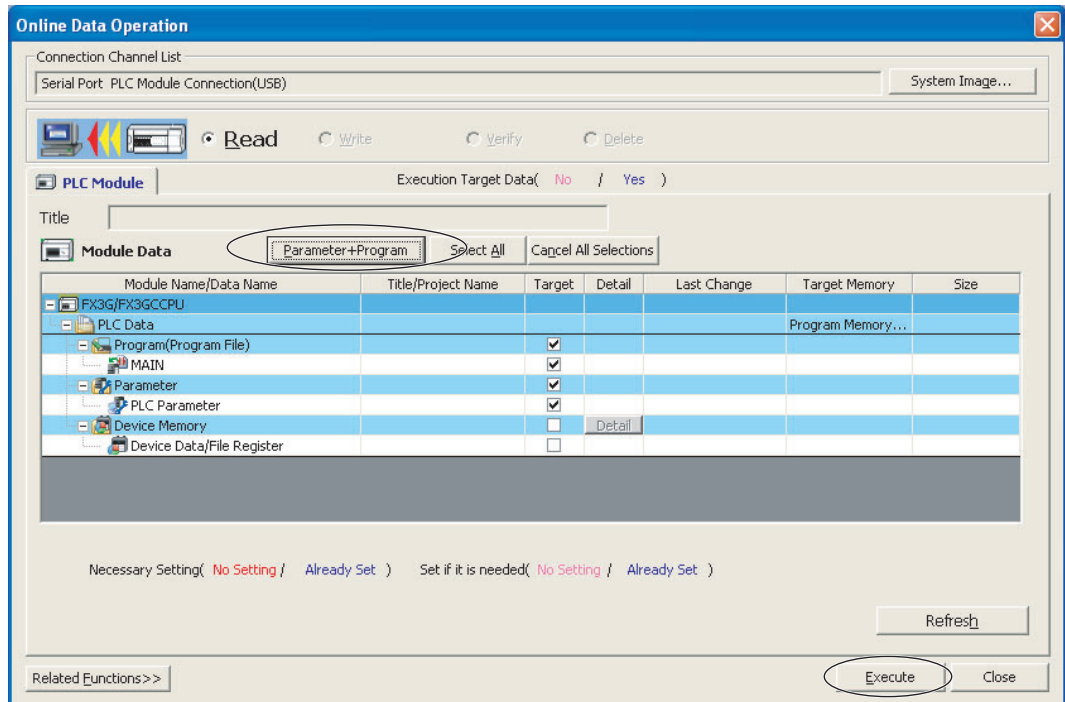 Online Data Operation
Connection Channel List
Serial Port PLC Module Connection(USB)
System Image...
Read
Write
Verify
Delete
PLC Module
Execution Target Data( No / Yes )
Title
Module Data
Parameter+Program
Select All
Cancel All Selections
Module Name/Data Name Title/Project Name Target Detail Last Change Target Memory Size
FX3G/FX3GCCPU
PLC Data Program Memory...
Program(Program File)
MAIN
Parameter
PLC Parameter
Device Memory Detail
Device Data/File Register
Necessary Setting( No Setting / Already Set ) Set if it is needed( No Setting / Already Set )
Refresh
Related Functions>>
Execute
Close